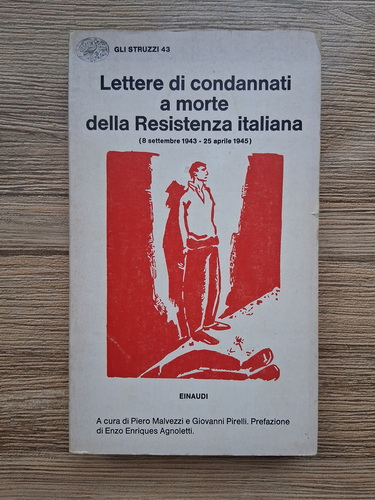 GLI STRUZZI 43
Lettere di condannati
a morte
della Resistenza italiana
(8 settembre 1943 - 25 aprile 1945)
EINAUDI
A cura di Piero Malvezzi e Giovanni Pirelli. Prefazione
di Enzo Enriques Agnoletti.